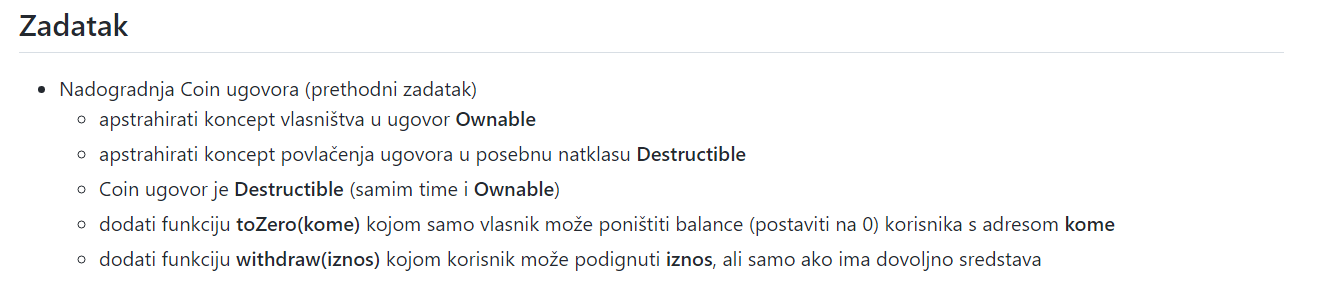 Zadatak
Nadogradnja Coin ugovora (prethodni zadatak)
apstrahirati koncept vlasništva u ugovor Ownable
apstrahirati koncept povlačenja ugovora u posebnu natklasu Destructible
Coin ugovor je Destructible (samim time i Ownable)
dodati funkciju toZero(kome) kojom samo vlasnik može poništiti balance (postaviti na 0) korisnika s adresom kome
dodati funkciju withdraw(iznos) kojom korisnik može podignuti iznos, ali samo ako ima dovoljno sredstava